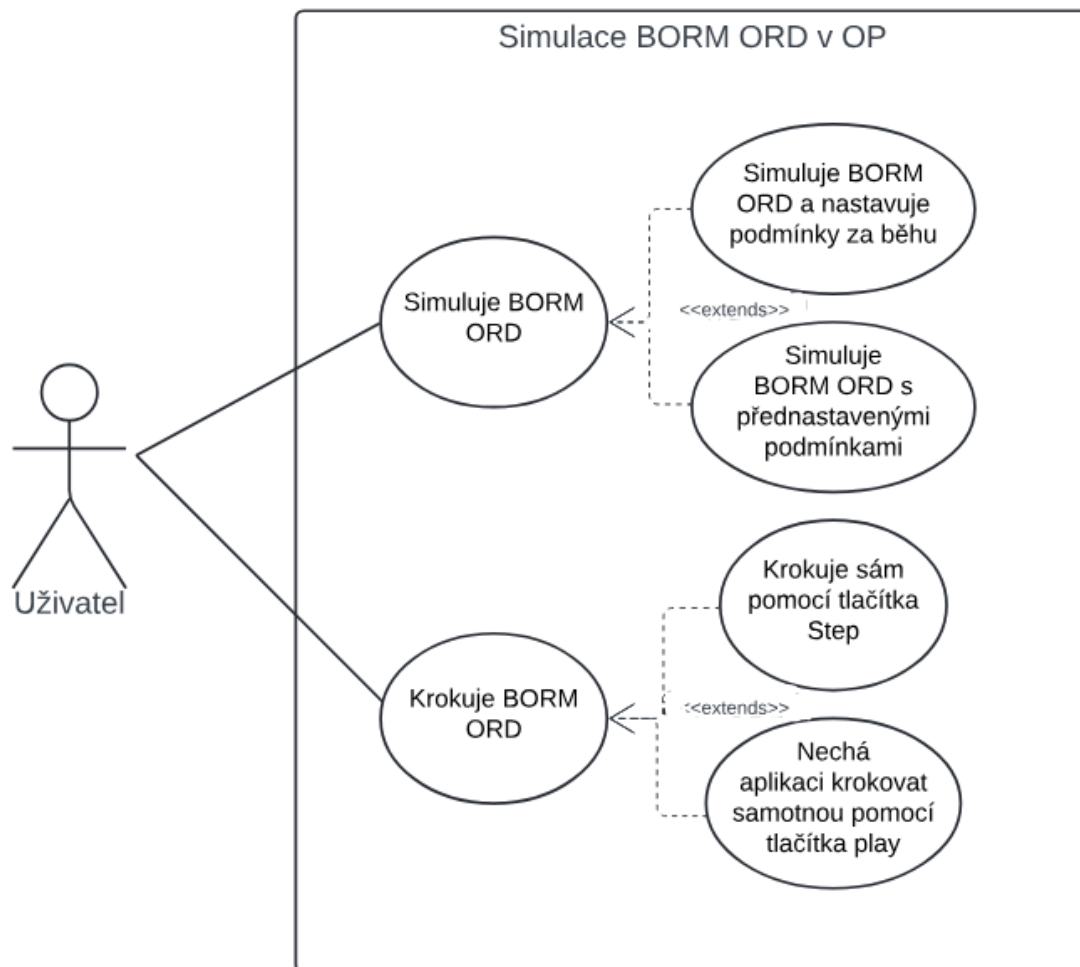 Simulace BORM ORD v OP
Simuluje BORM
ORD a nastavuje
podmínky za běhu
Simuluje BORM
ORD
<<extends>>
Simuluje
BORM ORD s
přednastavenými
podmínkami
Uživatel
Krokuje sám
pomocí tlačítka
Step
Krokuje BORM
ORD
<<extends>>
Nechá
aplikaci krokovat
samotnou pomocí
tlačítka play